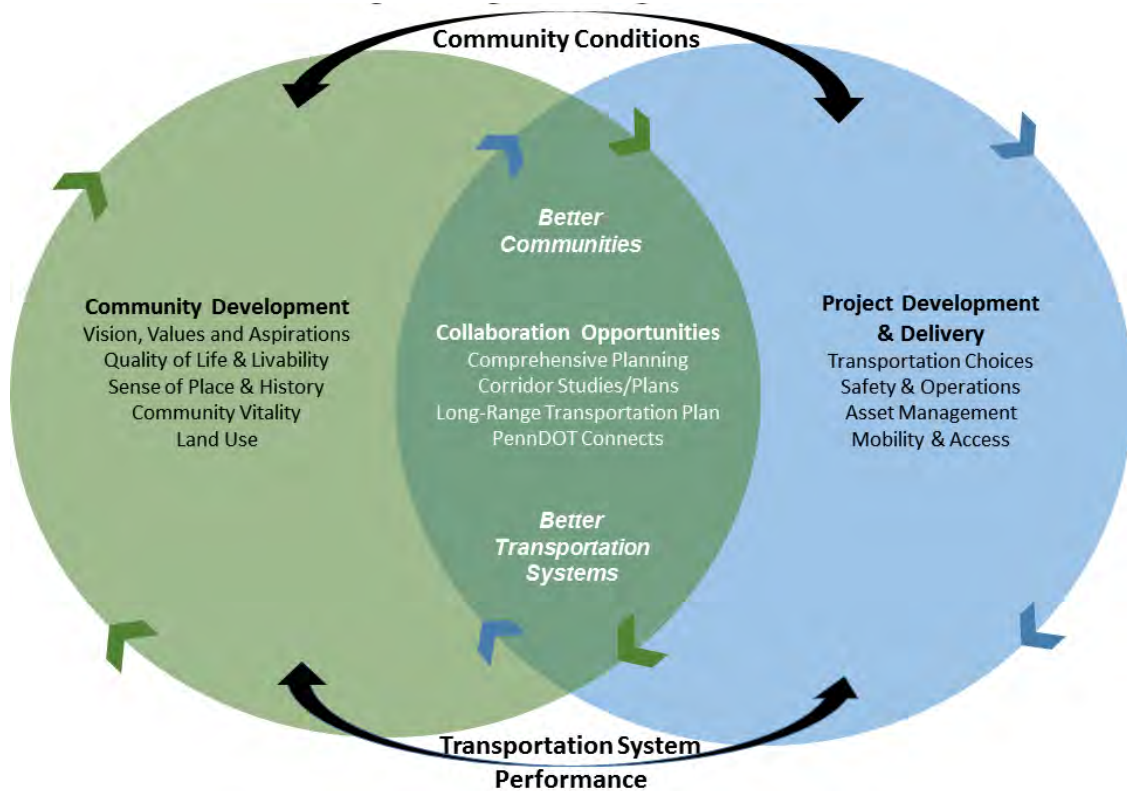 Community Conditions
Better
Communities
Community Development
Vision, Values and Aspirations
Quality of Life & Livability
Sense of Place & History
Community Vitality
Land Use
Collaboration Opportunities
Comprehensive Planning
Corridor Studies/Plans
Long-Range Transportation Plan
PennDOT Connects
Project Development
& Delivery
Transportation Choices
Safety & Operations
Asset Management
Mobility & Access
Better
Transportation
Systems
Transportation System
Performance